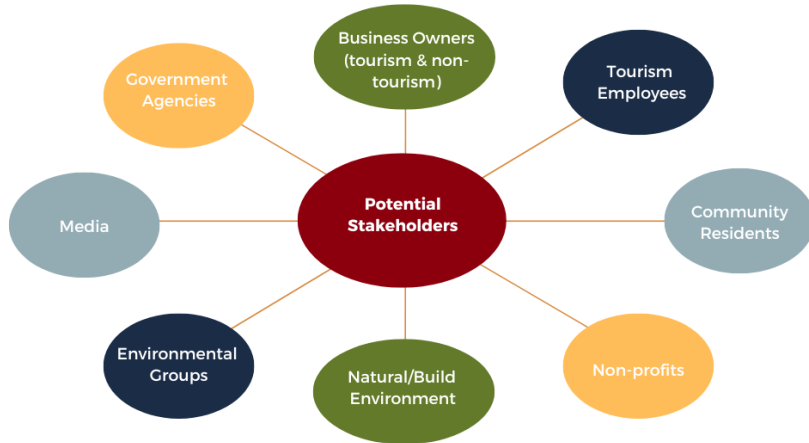 Business Owners
(tourism & non-
tourism)
Government
Agencies
Tourism
Employees
Media
Potential
Stakeholders
Community
Residents
Environmental
Groups
Natural/Build
Environment
Non-profits